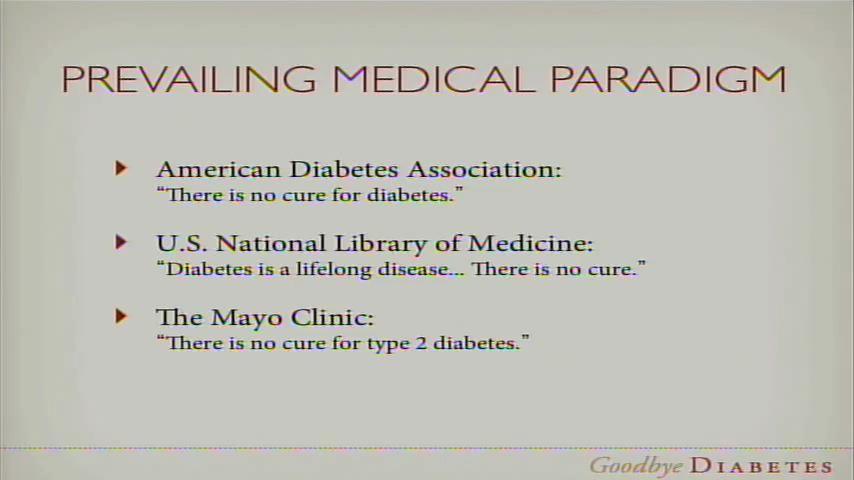 PREVAILING MEDICAL PARADIGM
American Diabetes Association:
“There is no cure for diabetes.”
U.S. National Library of Medicine:
“Diabetes is a lifelong disease... There is no cure.”
The Mayo Clinic:
“There is no cure for type 2 diabetes.”
Goodbye DIABETES